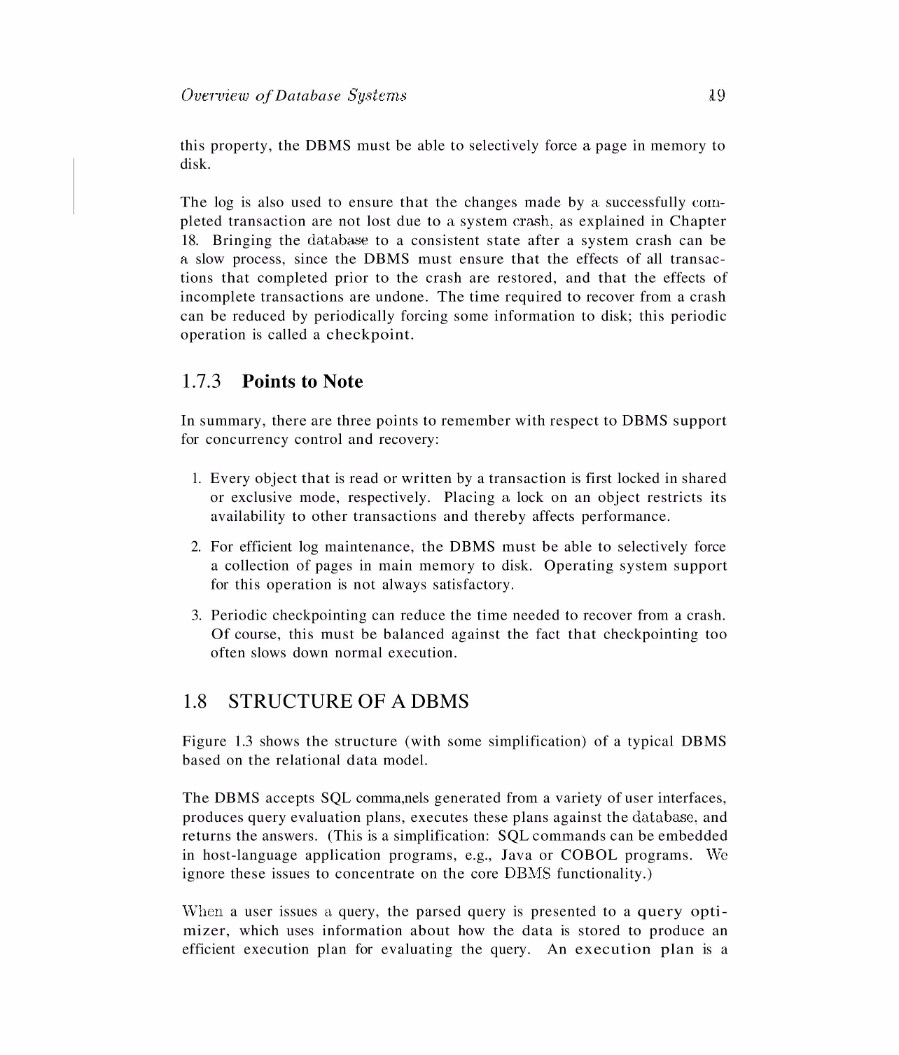 Overview of Database Systems 19
this property, the DBMS must be able to selectively force a page in memory to
disk.
The log is also used to ensure that the changes made by a successfully com-
pleted transaction are not lost due to a system crash, as explained in Chapter
18. Bringing the database to a consistent state after a system crash can be
a slow process, since the DBMS must ensure that the effects of all transac-
tions that completed prior to the crash are restored, and that the effects of
incomplete transactions are undone. The time required to recover from a crash
can be reduced by periodically forcing some information to disk; this periodic
operation is called a checkpoint.
1.7.3 Points to Note
In summary, there are three points to remember with respect to DBMS support
for concurrency control and recovery:
1. Every object that is read or written by a transaction is first locked in shared
or exclusive mode, respectively. Placing a lock on an object restricts its
availability to other transactions and thereby affects performance.
2. For efficient log maintenance, the DBMS must be able to selectively force
a collection of pages in main memory to disk. Operating system support
for this operation is not always satisfactory.
3. Periodic checkpointing can reduce the time needed to recover from a crash.
Of course, this must be balanced against the fact that checkpointing too
often slows down normal execution.
1.8 STRUCTURE OF A DBMS
Figure 1.3 shows the structure (with some simplification) of a typical DBMS
based on the relational data model.
The DBMS accepts SQL comma,nels generated from a variety of user interfaces,
produces query evaluation plans, executes these plans against the database, and
returns the answers. (This is a simplification: SQL commands can be embedded
in host-language application programs, e.g., Java or COBOL programs. We
ignore these issues to concentrate on the core DBMS functionality.)
When a user issues a query, the parsed query is presented to a query opti-
mizer, which uses information about how the data is stored to produce an
efficient execution plan for evaluating the query. An execution plan is a